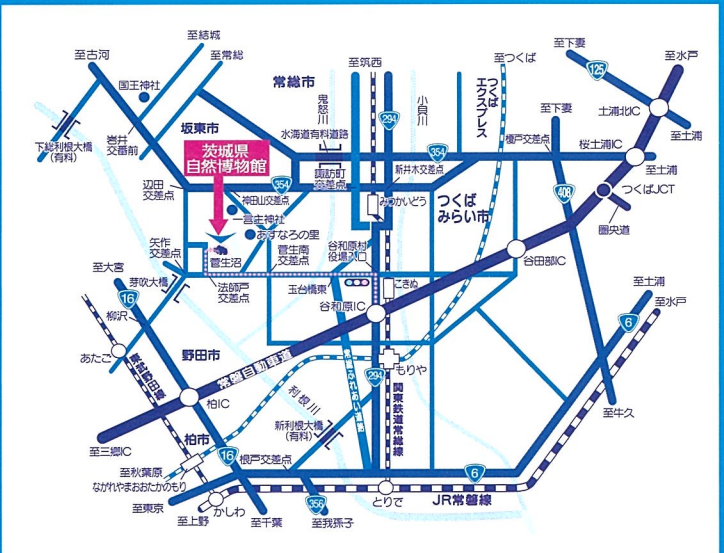 至結城
至古河
至常総
国王神社
常総市
至筑西
至つくば
至下妻
至水戸
125
つくば
エクスプレス
鬼怒川
小貝川
294
至下妻
土浦北IC
至土浦
下総利根大橋
(有料)
岩井
交番前
坂東市
水海道有料道路
354
榎戸交差点
桜土浦IC
至土浦
茨城県
自然博物館
諏訪町
交差点
新井木交差点
つくばJCT
辺田
交差点
354
神田山交差点
みつかいどう
つくば
みらい市
408
圏央道
一言主神社
あすなろの里
矢作
交差点
菅生沼
菅生南
交差点
谷和原村
役場入口
谷田部IC
至大宮
芽吹大橋
法師戸
交差点
玉台橋東
こきぬ
至土浦
至水戸
16
谷和原IC
6
柳沢
あたご
東武野田線
野田市
常磐自動車道
常総ふれあい道路
もりや
294
関東鉄道常総線
利根川
柏IC
新利根大橋
(有料)
至牛久
至三郷IC
柏市
16
根戸交差点
6
至秋葉原
ながれやまおおたかのもり
至東京
至上野
かしわ
至千葉
356
至我孫子
とりで
JR常磐線